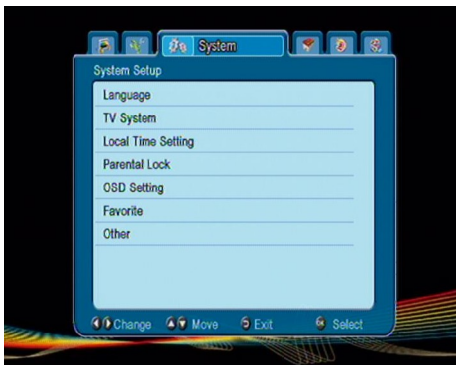 System
System Setup
Language
TV System
Local Time Setting
Parental Lock
OSD Setting
Favorite
Other
Change Move Exit OK Select